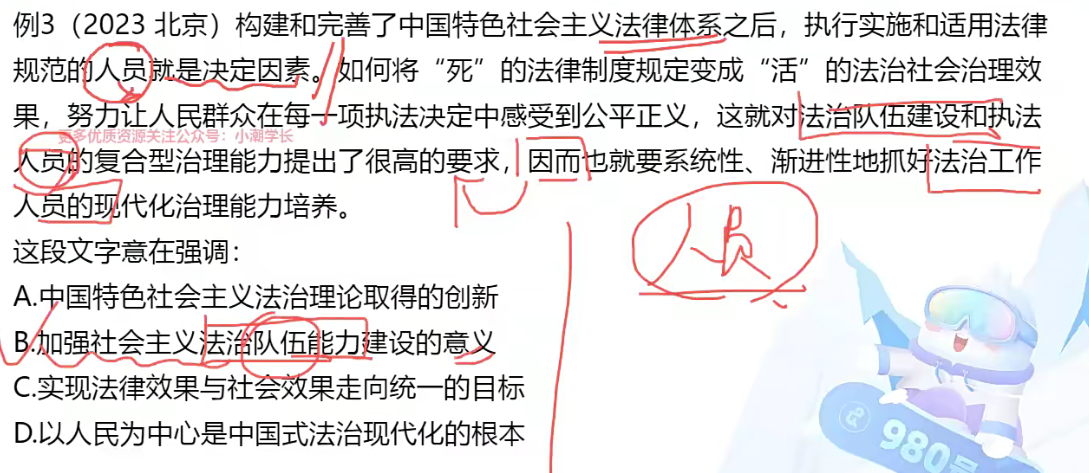 例3（2023 北京）构建和完善了中国特色社会主义法律体系之后，执行实施和适用法律
规范的人员就是决定因素。如何将“死”的法律制度规定变成“活”的法治社会治理效
果，努力让人民群众在每一项执法决定中感受到公平正义，这就对法治队伍建设和执法
更多优质资源关注公众号：小潮学长
人员的复合型治理能力提出了很高的要求，因而也就要系统性、渐进性地抓好法治工作
人员的现代化治理能力培养。
人员
这段文字意在强调：
A.中国特色社会主义法治理论取得的创新
B.加强社会主义法治队伍能力建设的意义
C.实现法律效果与社会效果走向统一的目标
D.以人民为中心是中国式法治现代化的根本
980